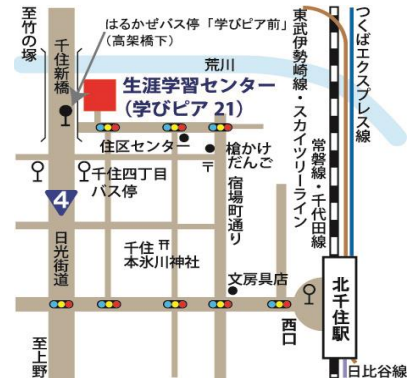 至竹の塚
千住新橋
はるかぜバス停「学びピア前」
(高架橋下)
荒川
生涯学習センター
(学びピア 21)
住区センター
〒
槍かけ
だんご
千住四丁目
バス停
4
日光街道
宿場町通り
千住
本氷川神社
文房具店
至上野
西口
北千住駅
東武伊勢崎線・スカイツリーライン
常磐線・千代田線
つくばエクスプレス線
日比谷線